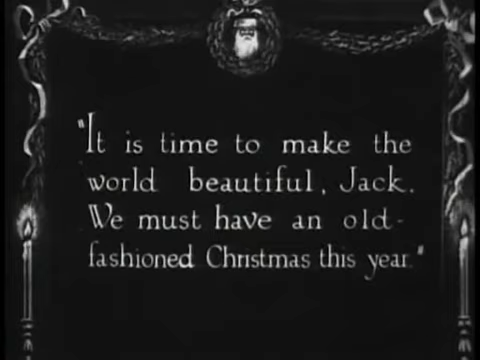 "It is time to make the
world beautiful, Jack.
We must have an old-
fashioned Christmas this year."